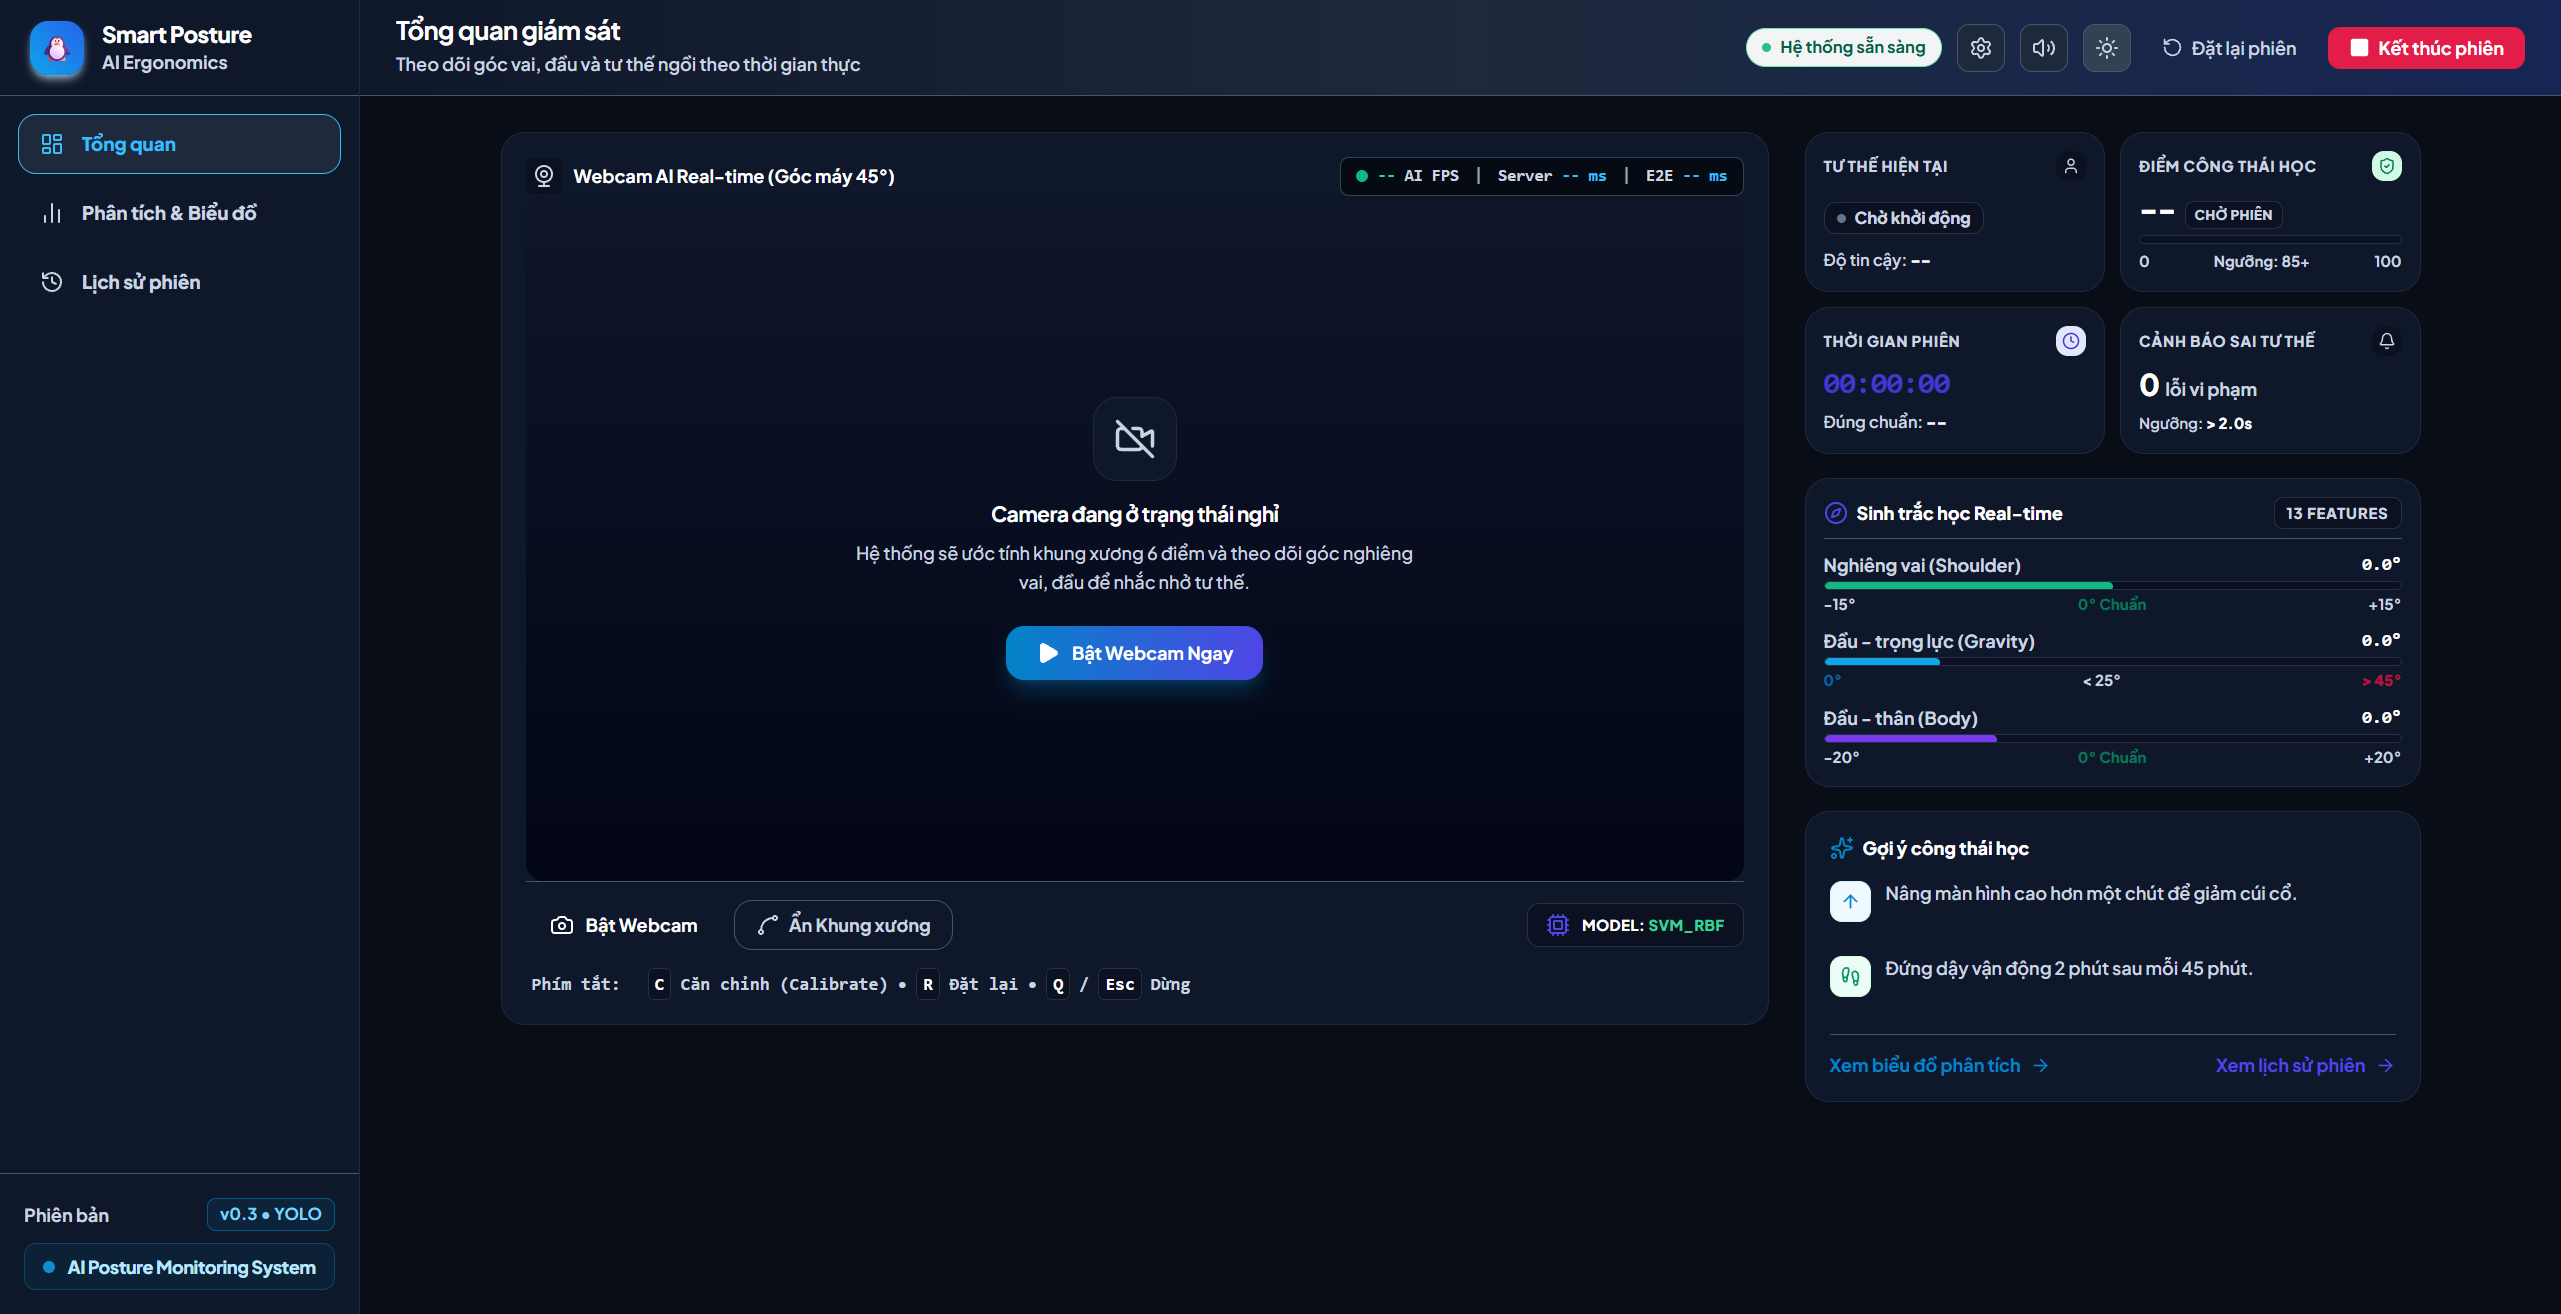 Smart Posture
AI Ergonomics
Tổng quan
Phân tích & Biểu đồ
Lịch sử phiên
Phiên bản
v0.3 • YOLO
AI Posture Monitoring System
Tổng quan giám sát
Theo dõi góc vai, đầu và tư thế ngồi theo thời gian thực
Hệ thống sẵn sàng
Đặt lại phiên
Kết thúc phiên
Webcam AI Real-time (Góc máy 45°)
-- AI FPS | Server -- ms | E2E -- ms
Camera đang ở trạng thái nghỉ
Hệ thống sẽ ước tính khung xương 6 điểm và theo dõi góc nghiêng
vai, đầu để nhắc nhở tư thế.
Bật Webcam Ngay
Bật Webcam
Ẩn Khung xương
MODEL: SVM_RBF
Phím tắt: C Căn chỉnh (Calibrate) • R Đặt lại • Q / Esc Dừng
TƯ THẾ HIỆN TẠI
Chờ khởi động
Độ tin cậy: --
ĐIỂM CÔNG THÁI HỌC
-- CHỜ PHIÊN
0 Ngưỡng: 85+ 100
THỜI GIAN PHIÊN
00:00:00
Đúng chuẩn: --
CẢNH BÁO SAI TƯ THẾ
0 lỗi vi phạm
Ngưỡng: > 2.0s
Sinh trắc học Real-time
13 FEATURES
Nghiêng vai (Shoulder) 0.0°
-15° 0° Chuẩn +15°
Đầu - trọng lực (Gravity) 0.0°
0° < 25° > 45°
Đầu - thân (Body) 0.0°
-20° 0° Chuẩn +20°
Gợi ý công thái học
Nâng màn hình cao hơn một chút để giảm cúi cổ.
Đứng dậy vận động 2 phút sau mỗi 45 phút.
Xem biểu đồ phân tích →
Xem lịch sử phiên →